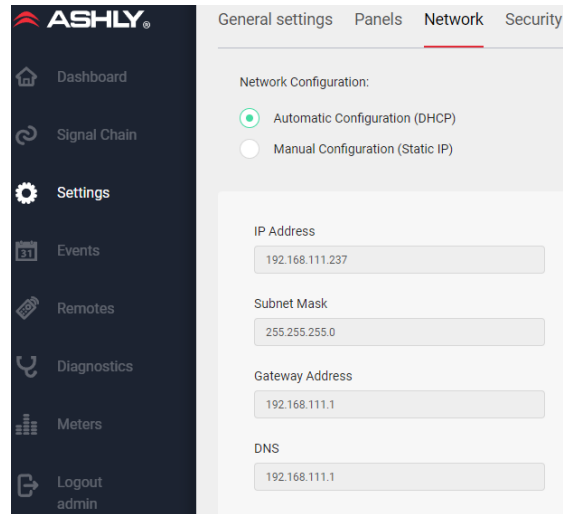 ASHLY®
General settings Panels Network Security
Dashboard
Signal Chain
Settings
31
Events
Remotes
Diagnostics
Meters
Logout
admin
Network Configuration:
Automatic Configuration (DHCP)
Manual Configuration (Static IP)
IP Address
192.168.111.237
Subnet Mask
255.255.255.0
Gateway Address
192.168.111.1
DNS
192.168.111.1